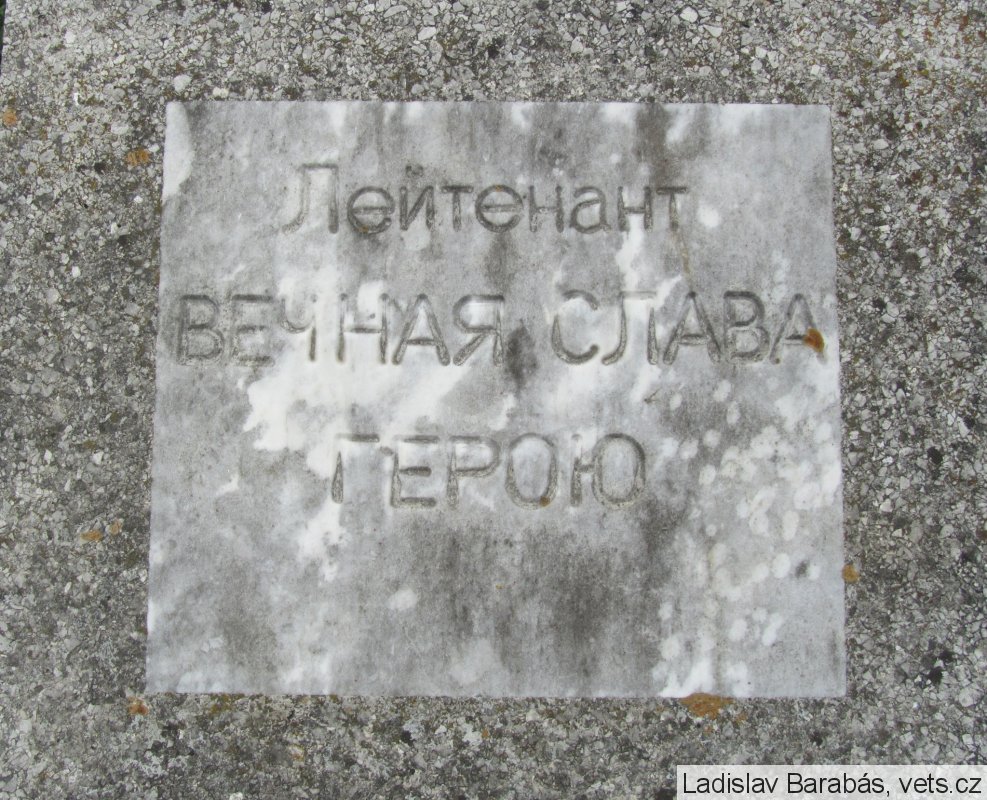 Лейтенант
ВЕЧНАЯ СЛАВА
ГЕРОЮ
Ladislav Barabás, vets.cz